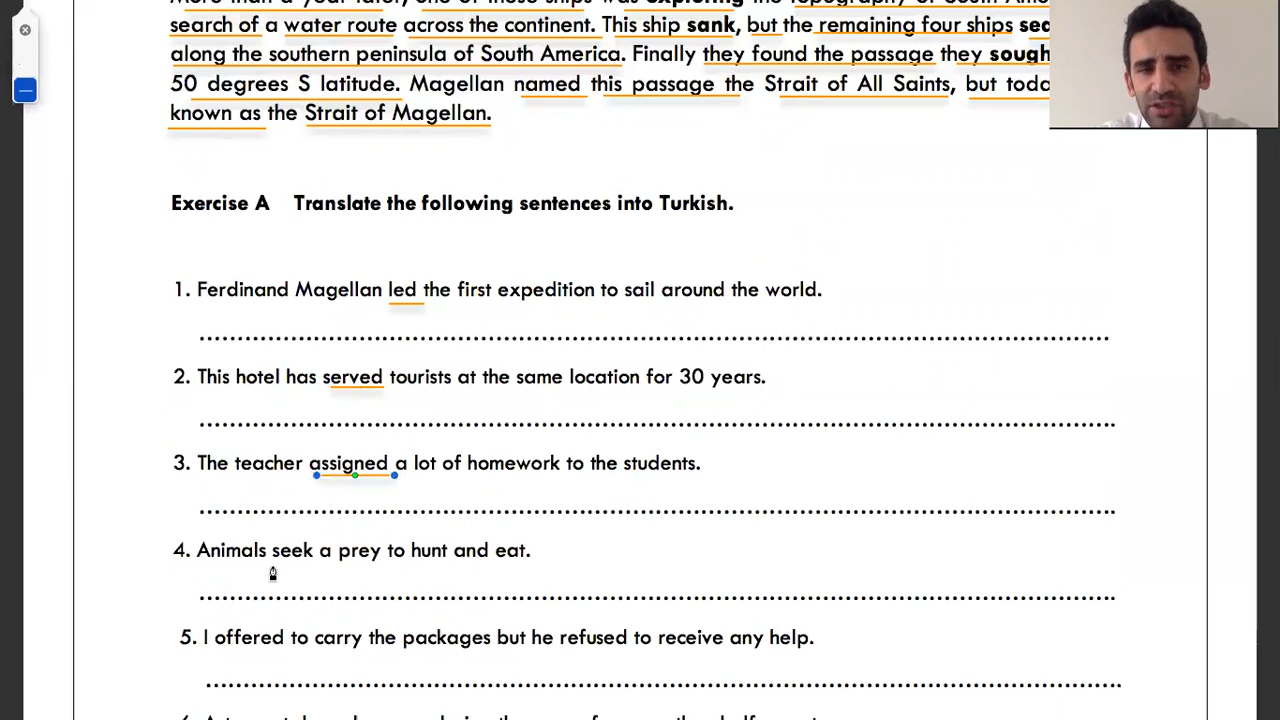 search of a water route across the continent. This ship sank, but the remaining four ships
along the southern peninsula of South America. Finally they found the passage they
50 degrees S latitude. Magellan named this passage the Strait of All Saints, but
known as the Strait of Magellan.
Exercise A Translate the following sentences into Turkish.
1. Ferdinand Magellan led the first expedition to sail around the world.
2. This hotel has served tourists at the same location for 30 years.
3. The teacher assigned a lot of homework to the students.
4. Animals seek a prey to hunt and eat.
5. I offered to carry the packages but he refused to receive any help.